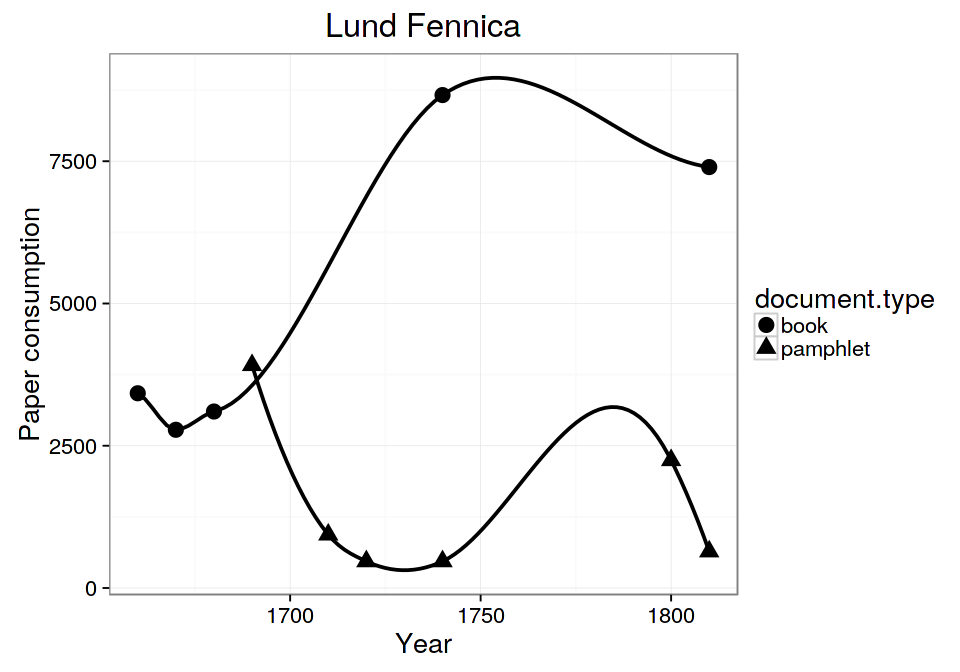 Lund Fennica
Paper consumption
7500
5000
2500
0
1700 1750 1800
Year
document.type
book
pamphlet